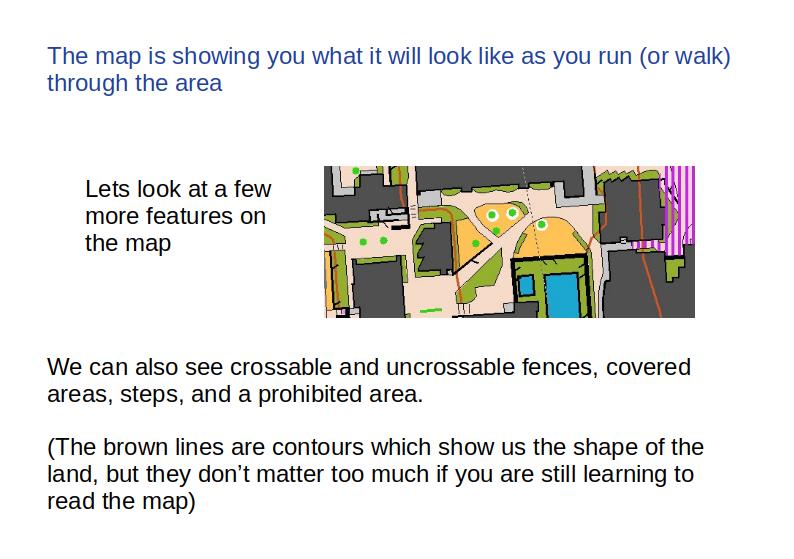 The map is showing you what it will look like as you run (or walk)
through the area
Lets look at a few
more features on
the map
We can also see crossable and uncrossable fences, covered
areas, steps, and a prohibited area.
(The brown lines are contours which show us the shape of the
land, but they don’t matter too much if you are still learning to
read the map)